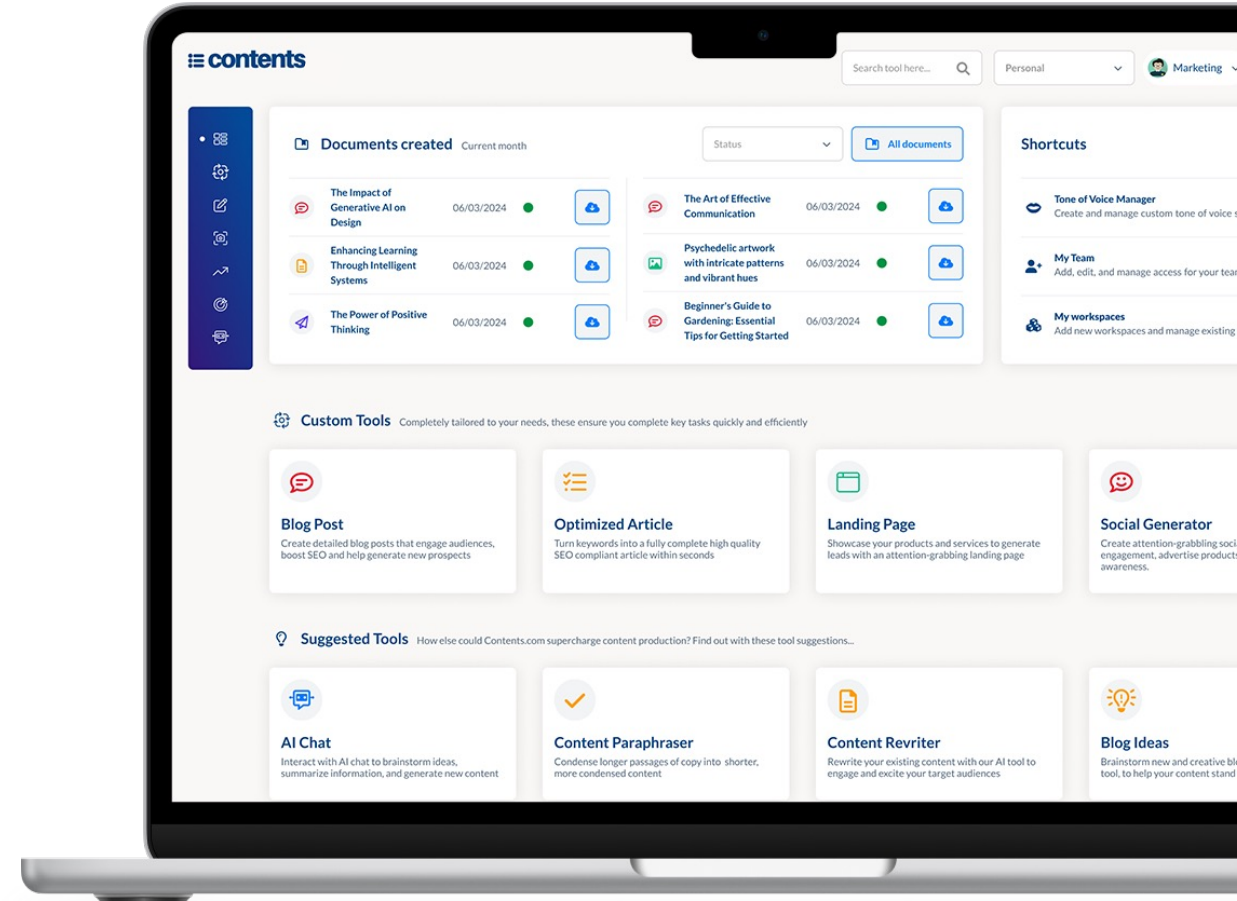 contents
Search tool here...
Personal
Marketing
Documents created Current month
Status
All documents
The Impact of
Generative AI on
Design
06/03/2024
Enhancing Learning
Through Intelligent
Systems
06/03/2024
The Power of Positive
Thinking
06/03/2024
The Art of Effective
Communication
06/03/2024
Psychedelic artwork
with intricate patterns
and vibrant hues
06/03/2024
Beginner's Guide to
Gardening: Essential
Tips for Getting Started
06/03/2024
Shortcuts
Tone of Voice Manager
Create and manage custom tone of voice s
My Team
Add, edit, and manage access for your tea
My workspaces
Add new workspaces and manage existing
Custom Tools Completely tailored to your needs, these ensure you complete key tasks quickly and efficiently
Blog Post
Create detailed blog posts that engage audiences,
boost SEO and help generate new prospects
Optimized Article
Turn keywords into a fully complete high quality
SEO compliant article within seconds
Landing Page
Showcase your products and services to generate
leads with an attention-grabbing landing page
Social Generator
Create attention-grabbling soci
engagement, advertise products
awareness.
Suggested Tools How else could Contents.com supercharge content production? Find out with these tool suggestions...
AI Chat
Interact with AI chat to brainstorm ideas,
summarize information, and generate new content
Content Paraphraser
Condense longer passages of copy into shorter,
more condensed content
Content Revriter
Rewrite your existing content with our AI tool to
engage and excite your target audiences
Blog Ideas
Brainstorm new and creative blo
tool, to help your content stand